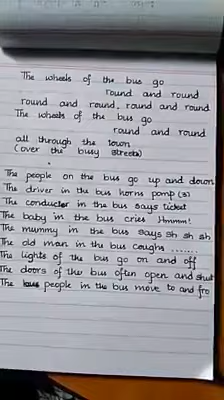 The wheels of the bus go
round and round
round and round, round and round
The wheels of the bus go
round and round
all through the town
(over the busy streets)
The people on the bus go up and down
The driver in the bus horns pomp (3)
The conductor in the bus says ticket
The baby in the bus cries Hmmm!
The mummy in the bus says sh sh sh
The old man in the bus coughs .......
The lights of the bus go on and off
The doors of the bus often open and shut
The people in the bus move to and fro